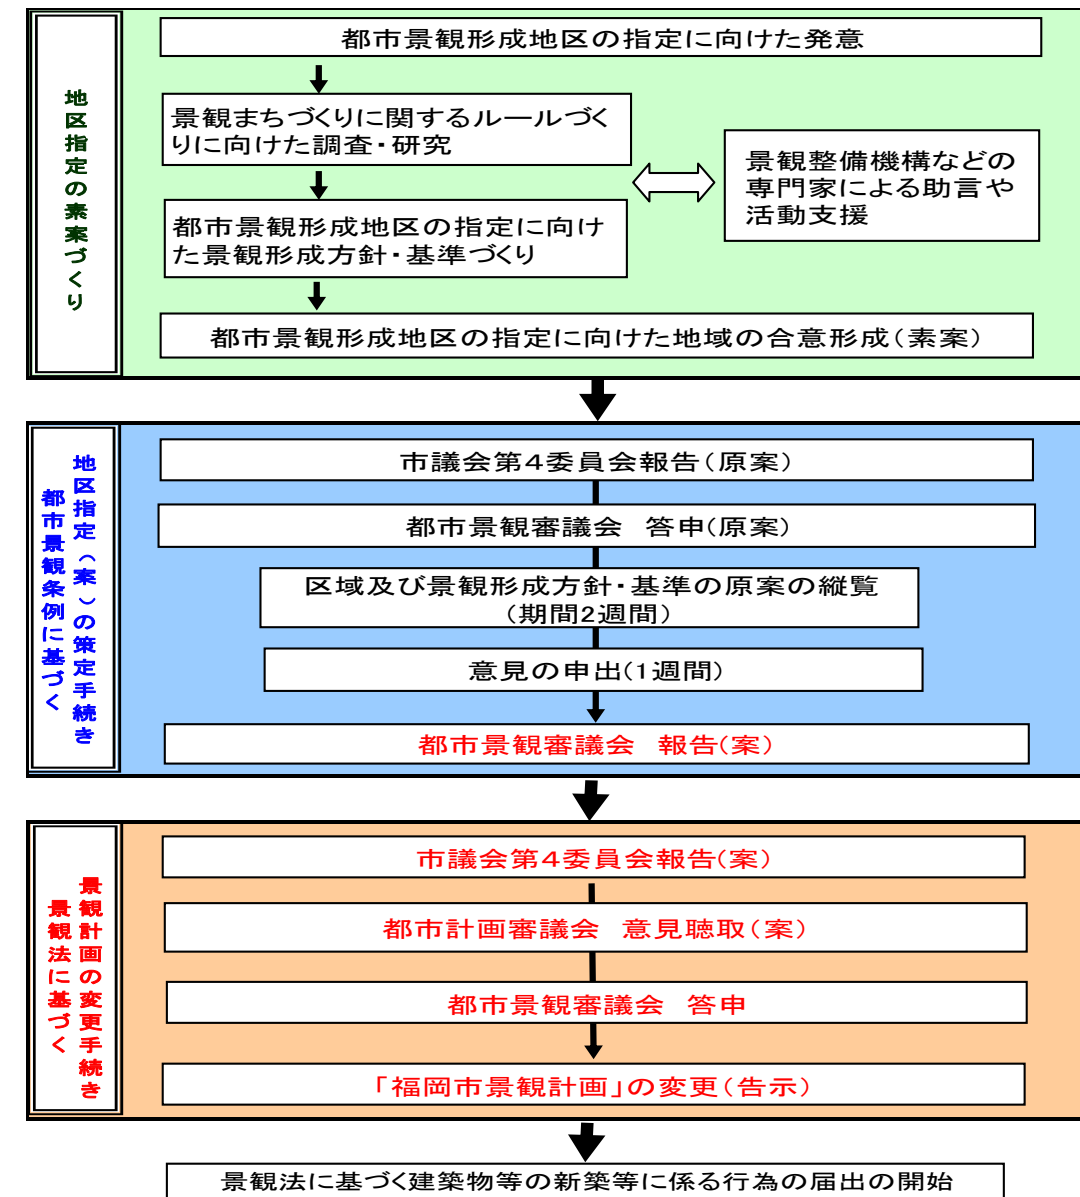 地区指定の素案づくり
都市景観形成地区の指定に向けた発意
景観まちづくりに関するルールづく
りに向けた調査・研究
都市景観形成地区の指定に向け
た景観形成方針・基準づくり
景観整備機構などの
専門家による助言や
活動支援
都市景観形成地区の指定に向けた地域の合意形成(素案)
地区指定(案)の策定手続き
都市景観条例に基づく
市議会第4委員会報告(原案)
都市景観審議会 答申(原案)
区域及び景観形成方針・基準の原案の縦覧
(期間2週間)
意見の申出(1週間)
都市景観審議会 報告(案)
景観計画の変更手続き
景観法に基づく
市議会第4委員会報告(案)
都市計画審議会 意見聴取(案)
都市景観審議会 答申
「福岡市景観計画」の変更(告示)
景観法に基づく建築物等の新築等に係る行為の届出の開始